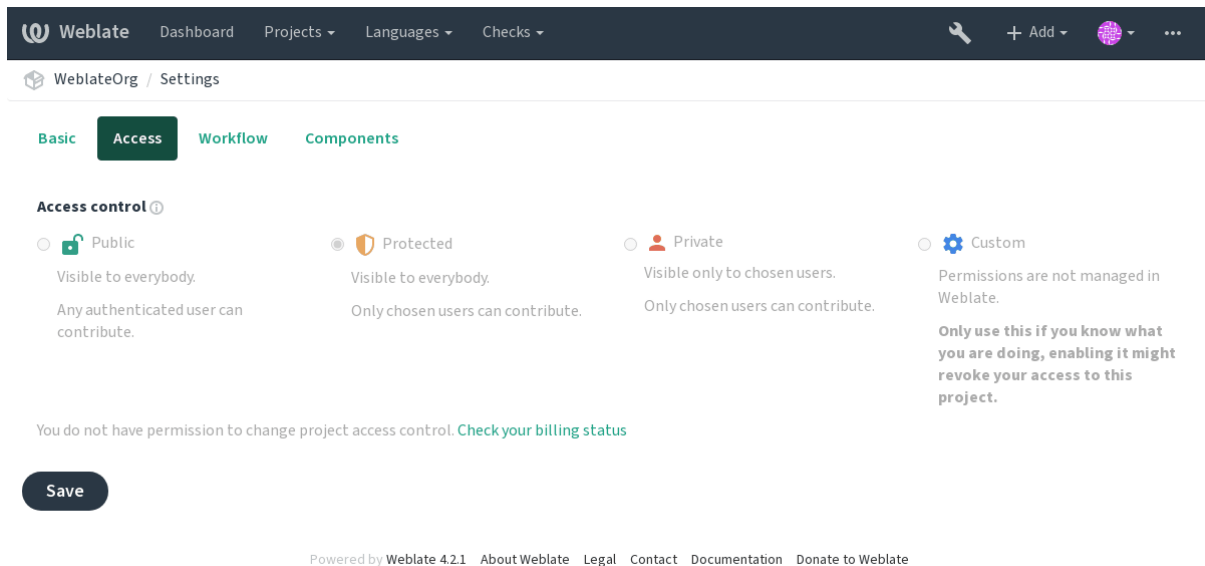 Weblate Dashboard Projects Languages Checks Add
WeblateOrg / Settings
Basic Access Workflow Components
Access control
Public
Visible to everybody.
Any authenticated user can
contribute.
Protected
Visible to everybody.
Only chosen users can contribute.
Private
Visible only to chosen users.
Only chosen users can contribute.
Custom
Permissions are not managed in
Weblate.
Only use this if you know what
you are doing, enabling it might
revoke your access to this
project.
You do not have permission to change project access control. Check your billing status
Save
Powered by Weblate 4.2.1 About Weblate Legal Contact Documentation Donate to Weblate